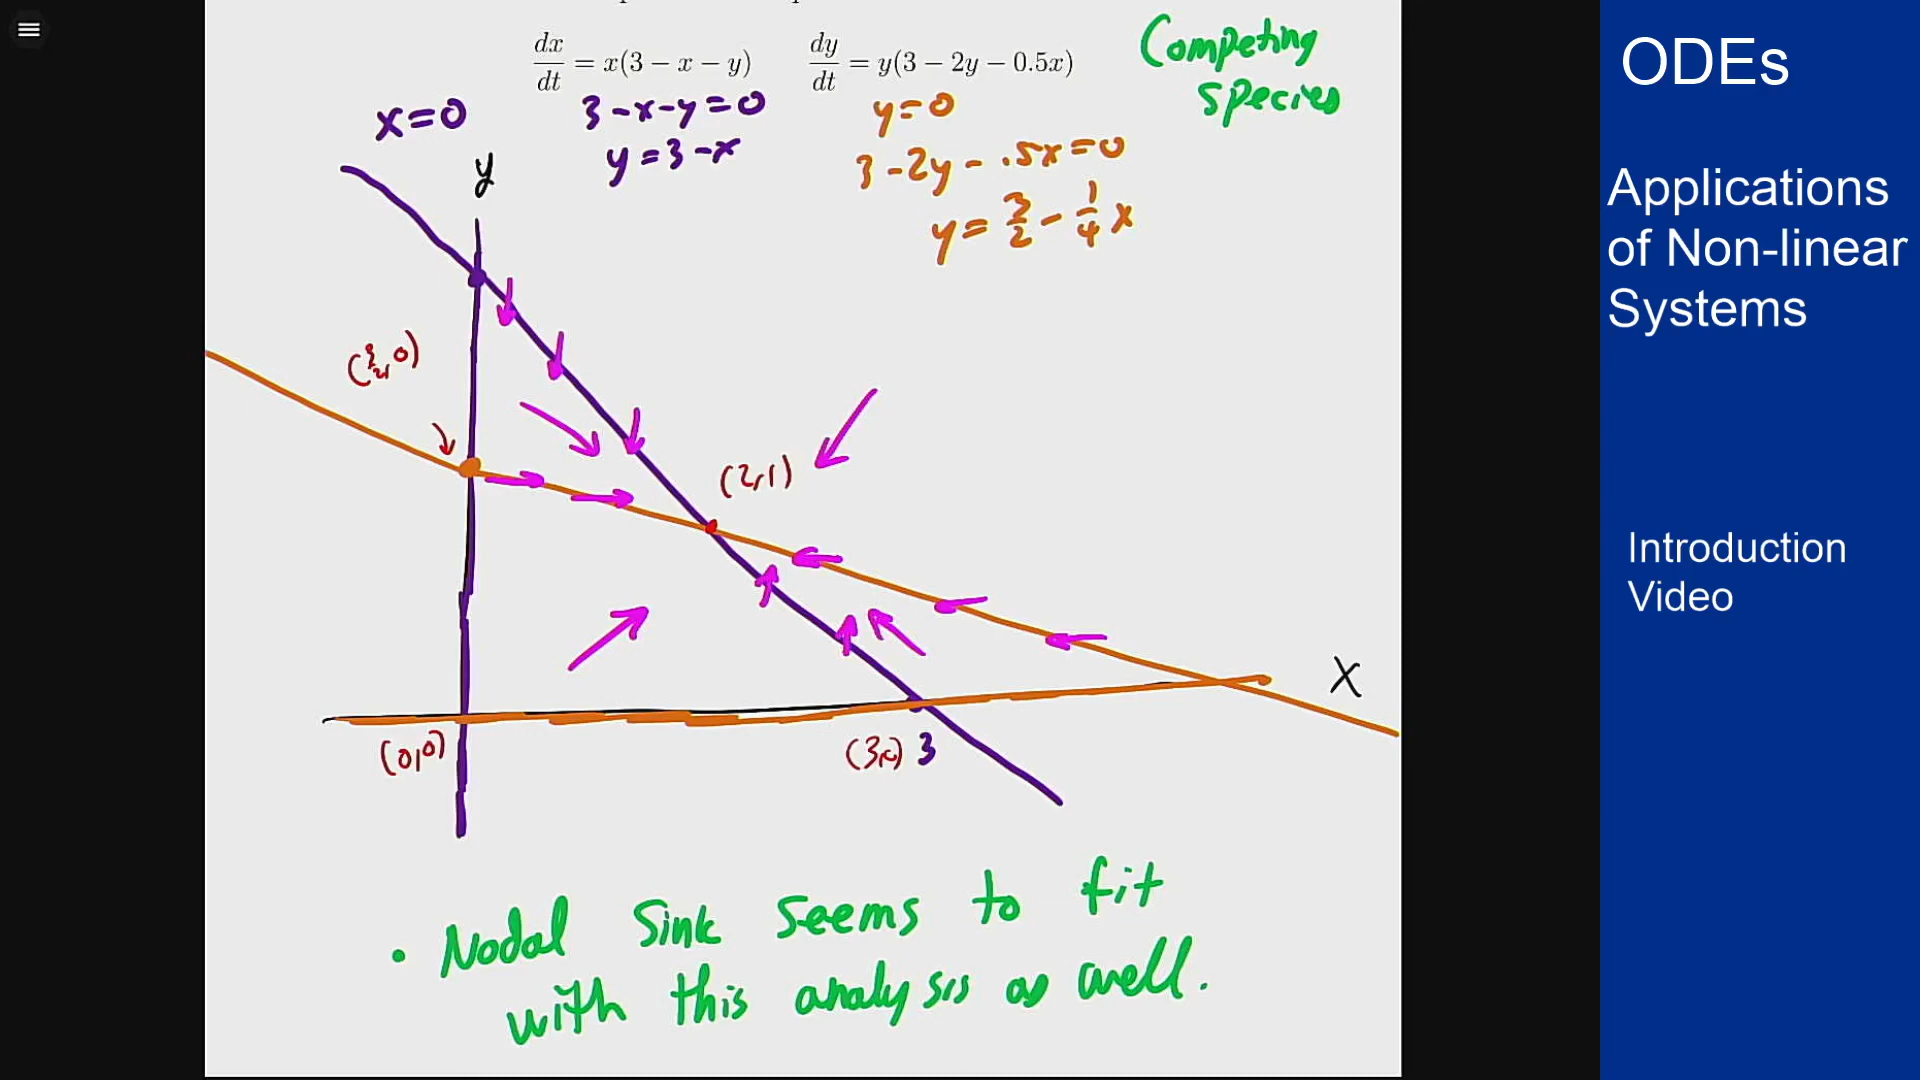 dx/dt = x(3 − x − y) dy/dt = y(3 − 2y − 0.5x)
Competing
species
x=0
3-x-y=0
y=3-x
y=0
3-2y-.5x=0
y=3/2-1/4x
y
(3/2,0)
(2,1)
x
(0,0)
(3,0) 3
• Nodal Sink seems to fit
with this analysis as well.
ODEs
Applications
of Non-linear
Systems
Introduction
Video